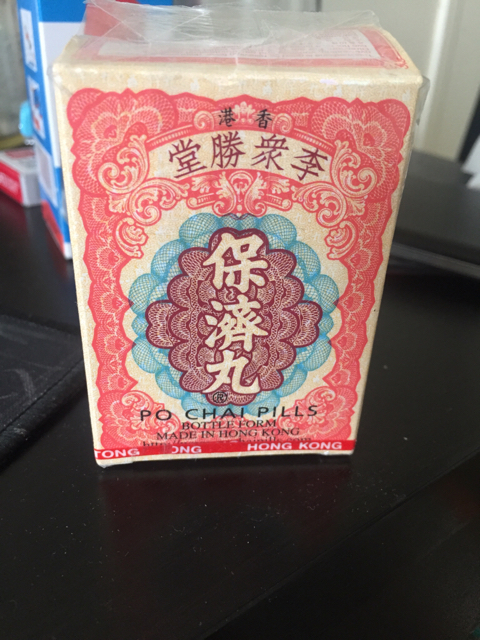 香港
李衆勝堂
保濟丸
®
PO CHAI PILLS
BOTTLE FORM
MADE IN HONG KONG
HONG KONG